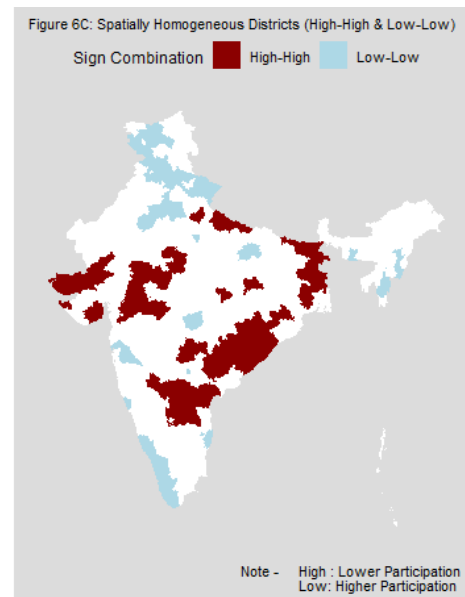 Figure 6C: Spatially Homogeneous Districts (High-High & Low-Low)
Sign Combination High-High Low-Low
Note - High : Lower Participation
Low: Higher Participation